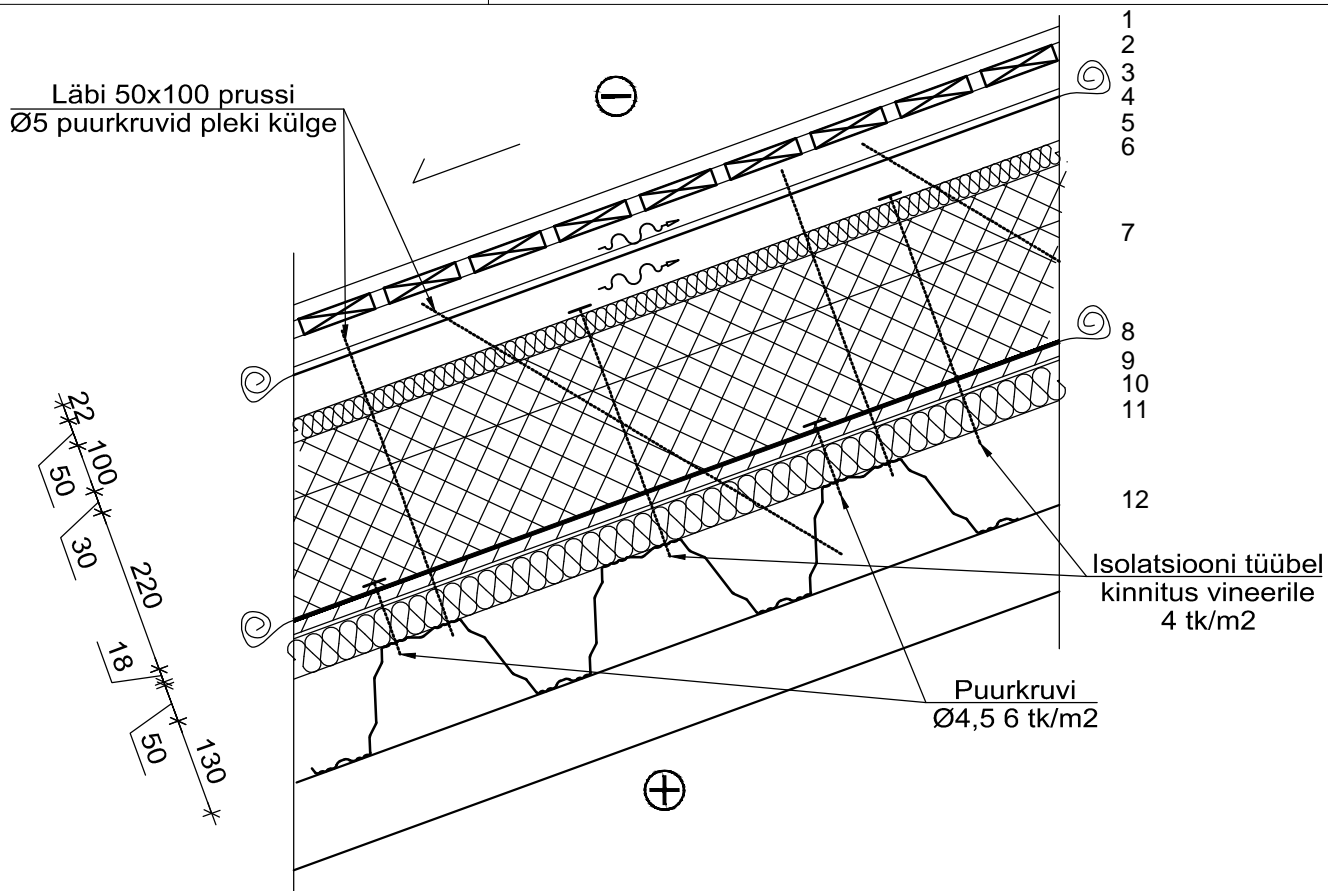 1
2
3
4
5
6
7
8
9
10
11
12
Läbi 50x100 prussi
Ø5 puurkruvid pleki külge
22
100
50
30
220
18
50
130
Isolatsiooni tüübel
kinnitus vineerile
4 tk/m2
Puurkruvi
Ø4,5 6 tk/m2